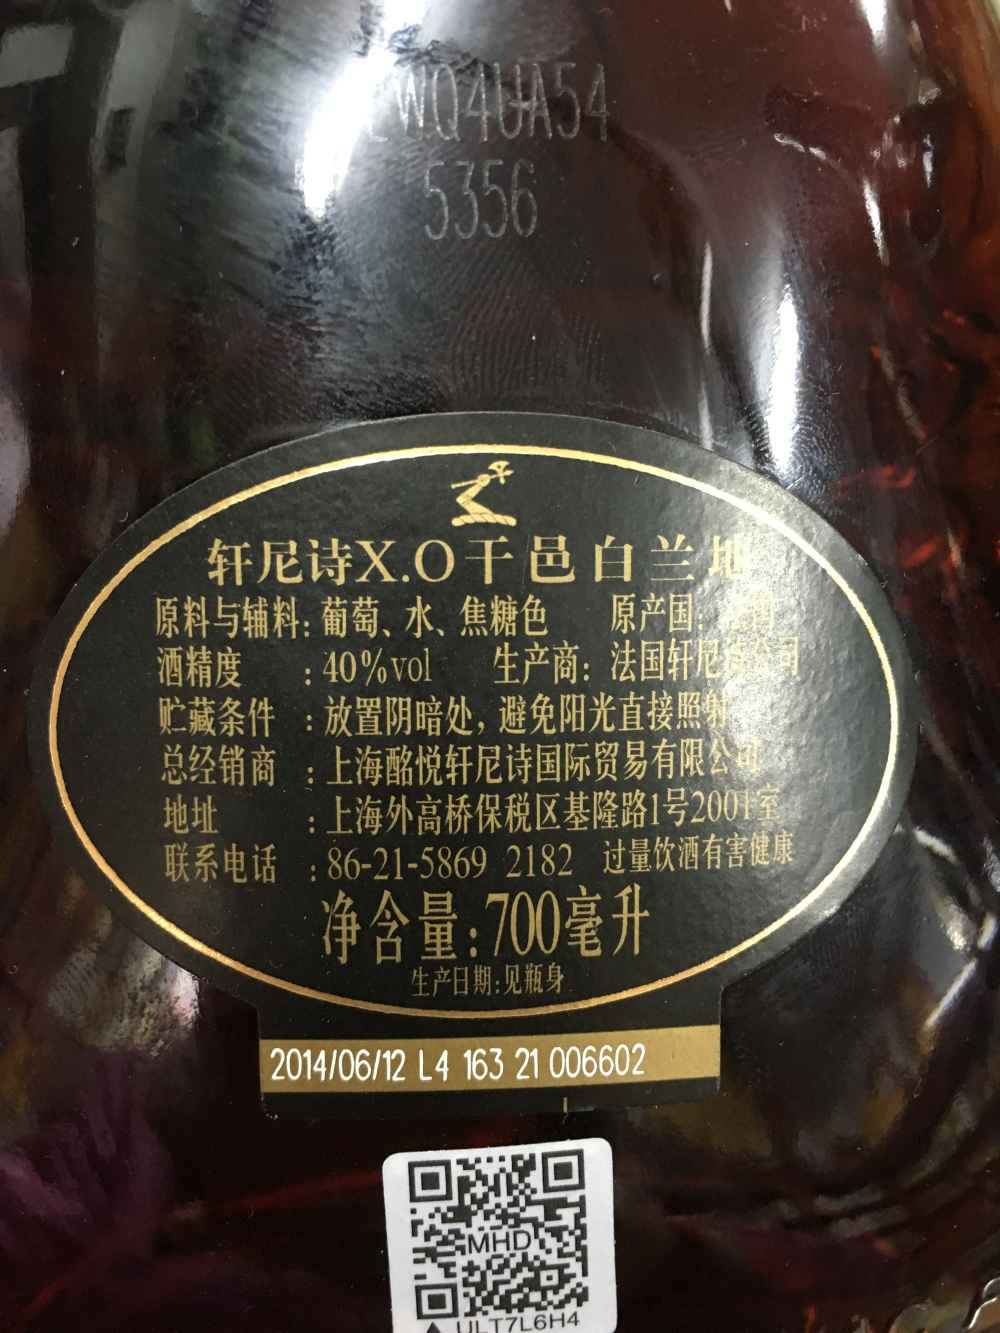 WQ4UA54
5356
轩尼诗X.O干邑白兰地
原料与辅料:葡萄、水、焦糖色 原产国:
酒精度 :40%vol 生产商:法国轩尼诗公司
贮藏条件 :放置阴暗处,避免阳光直接照射
总经销商 :上海酩悦轩尼诗国际贸易有限公司
地址 :上海外高桥保税区基隆路1号2001室
联系电话 :86-21-5869 2182 过量饮酒有害健康
净含量:700毫升
生产日期:见瓶身
2014/06/12 L4 163 21 006602
MHD
ULT7L6H4